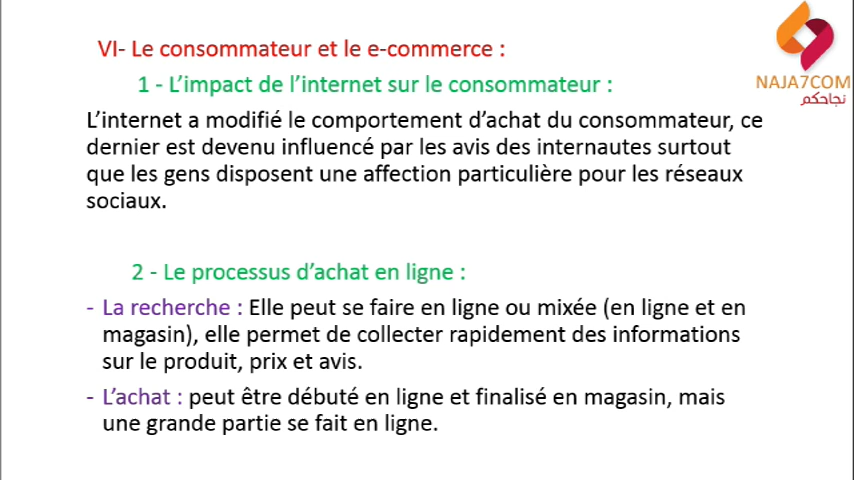 VI- Le consommateur et le e-commerce :
1 - L’impact de l’internet sur le consommateur :
NAJA7COM
نجاحكم
L’internet a modifié le comportement d’achat du consommateur, ce
dernier est devenu influencé par les avis des internautes surtout
que les gens disposent une affection particulière pour les réseaux
sociaux.
2 - Le processus d’achat en ligne :
- La recherche : Elle peut se faire en ligne ou mixée (en ligne et en
magasin), elle permet de collecter rapidement des informations
sur le produit, prix et avis.
- L’achat : peut être débuté en ligne et finalisé en magasin, mais
une grande partie se fait en ligne.